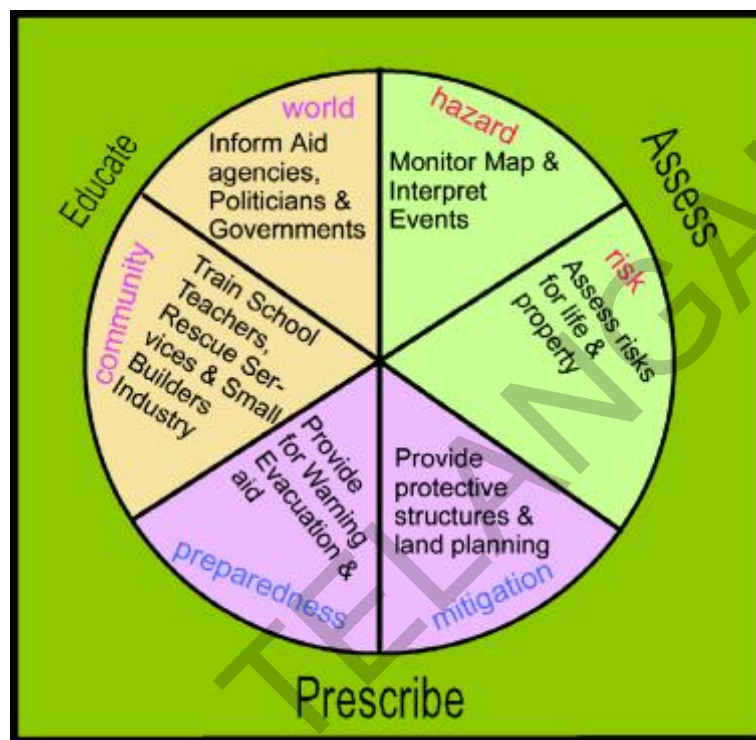 Educate
Assess
Prescribe
world
Inform Aid
agencies,
Politicians &
Governments
hazard
Monitor Map &
Interpret
Events
risk
Assess risks
for life &
property
mitigation
Provide
protective
structures &
land planning
preparedness
Provide
for Warning
Evacuation &
aid
community
Train School
Teachers,
Rescue Ser-
vices & Small
Builders
Industry
TELANGA